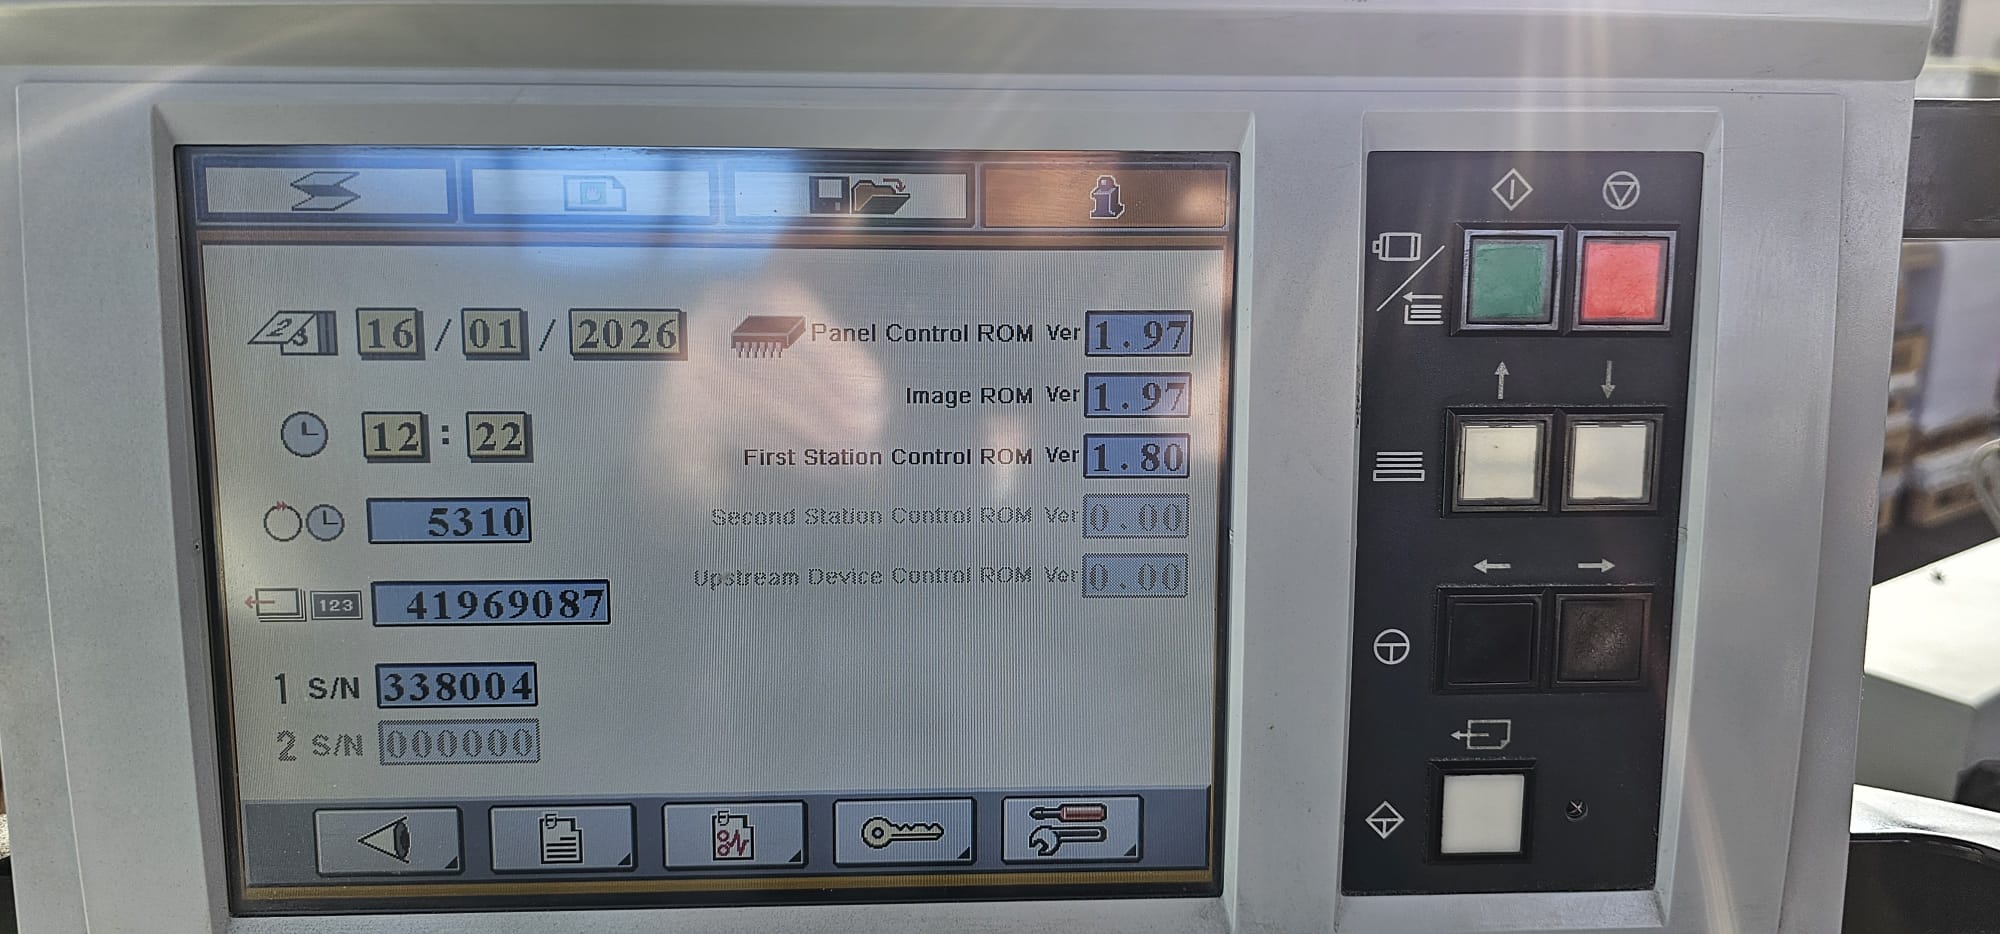 16 / 01 / 2026
Panel Control ROM Ver 1.97
Image ROM Ver 1.97
12 : 22
First Station Control ROM Ver 1.80
5310
Second Station Control ROM Ver 0.00
Upstream Device Control ROM Ver 0.00
123 41969087
1 S/N 338004
2 S/N 000000